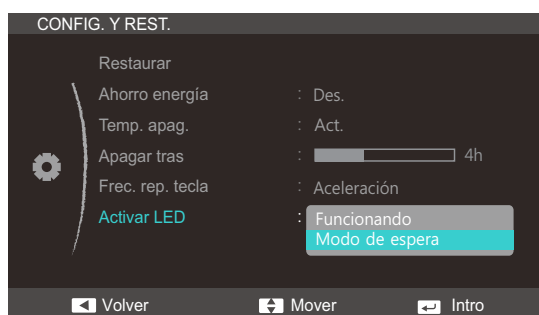 CONFIG. Y REST.
Restaurar
Ahorro energía : Des.
Temp. apag. : Act.
Apagar tras : 4h
Frec. rep. tecla : Aceleración
Activar LED : Funcionando
Modo de espera
Volver Mover Intro